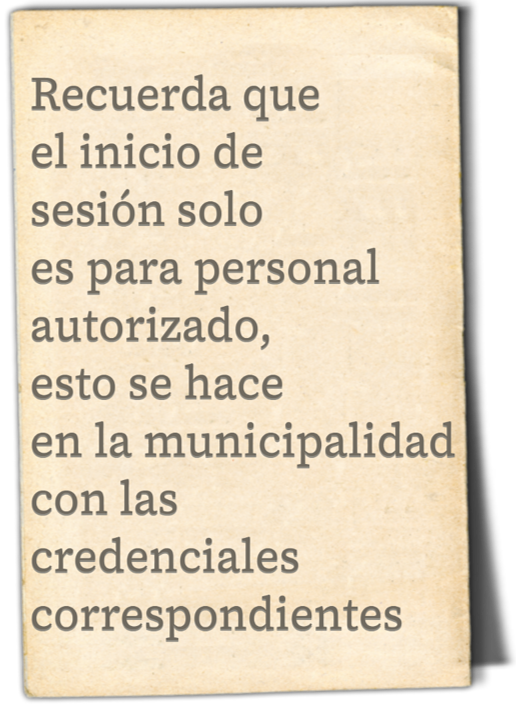 Recuerda que
el inicio de
sesión solo
es para personal
autorizado,
esto se hace
en la municipalidad
con las
credenciales
correspondientes